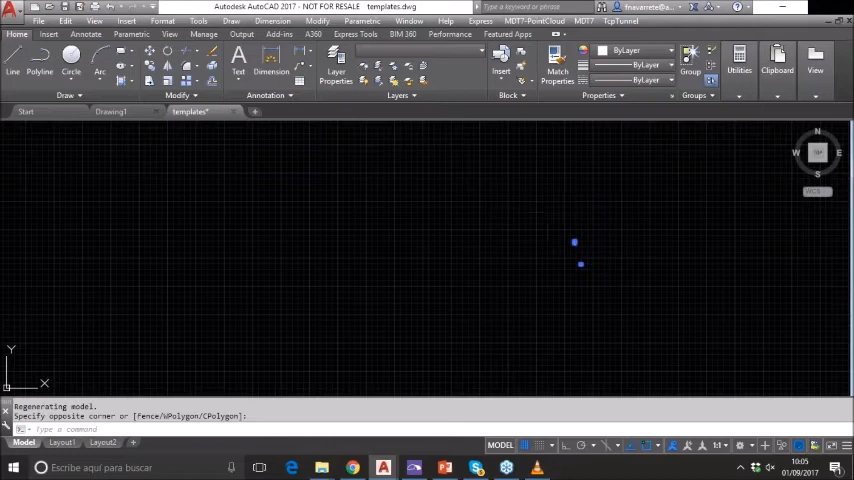 Autodesk AutoCAD 2017 - NOT FOR RESALE templates.dwg
Type a keyword or phrase
fnavarrete@a...
File Edit View Insert Format Tools Draw Dimension Modify Parametric Window Help Express MDT7-PointCloud MDT7 TcpTunnel
Home Insert Annotate Parametric View Manage Output Add-ins A360 Express Tools BIM 360 Performance Featured Apps
Line Polyline Circle Arc Text Dimension Layer Properties Insert Match Properties Group Utilities Clipboard View
ByLayer
ByLayer
ByLayer
Draw Modify Annotation Layers Block Properties Groups
Start Drawing1 templates*
N
W TOP E
S
WCS
Y
X
Regenerating model.
Specify opposite corner or [Fence/WPolygon/CPolygon]:
Type a command
Model Layout1 Layout2
MODEL
1:1
Escribe aquí para buscar
10:05
01/09/2017